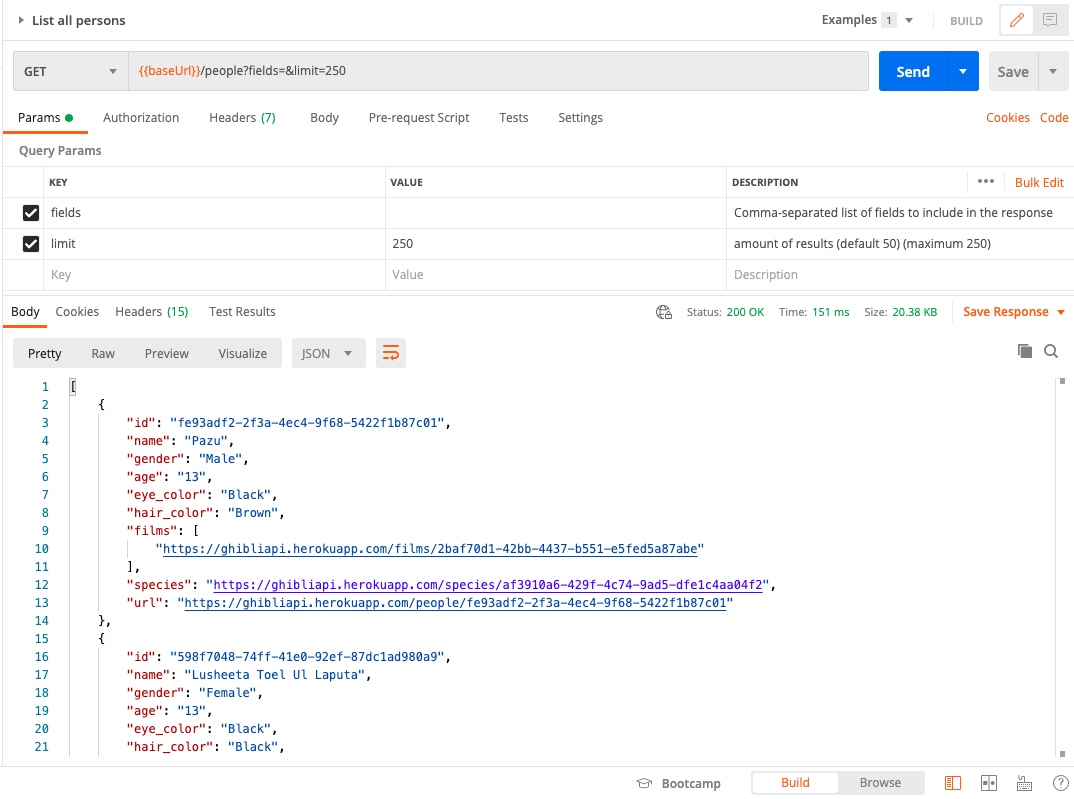 List all persons Examples 1 BUILD
GET {{baseUrl}}/people?fields=&limit=250 Send Save
Params Authorization Headers (7) Body Pre-request Script Tests Settings Cookies Code
Query Params
KEY VALUE DESCRIPTION ••• Bulk Edit
fields Comma-separated list of fields to include in the response
limit 250 amount of results (default 50) (maximum 250)
Key Value Description
Body Cookies Headers (15) Test Results Status: 200 OK Time: 151 ms Size: 20.38 KB Save Response
Pretty Raw Preview Visualize JSON
1 [
2 {
3 "id": "fe93adf2-2f3a-4ec4-9f68-5422f1b87c01",
4 "name": "Pazu",
5 "gender": "Male",
6 "age": "13",
7 "eye_color": "Black",
8 "hair_color": "Brown",
9 "films": [
10 "https://ghibliapi.herokuapp.com/films/2baf70d1-42bb-4437-b551-e5fed5a87abe"
11 ],
12 "species": "https://ghibliapi.herokuapp.com/species/af3910a6-429f-4c74-9ad5-dfe1c4aa04f2",
13 "url": "https://ghibliapi.herokuapp.com/people/fe93adf2-2f3a-4ec4-9f68-5422f1b87c01"
14 },
15 {
16 "id": "598f7048-74ff-41e0-92ef-87dc1ad980a9",
17 "name": "Lusheeta Toel Ul Laputa",
18 "gender": "Female",
19 "age": "13",
20 "eye_color": "Black",
21 "hair_color": "Black",
Bootcamp Build Browse ?